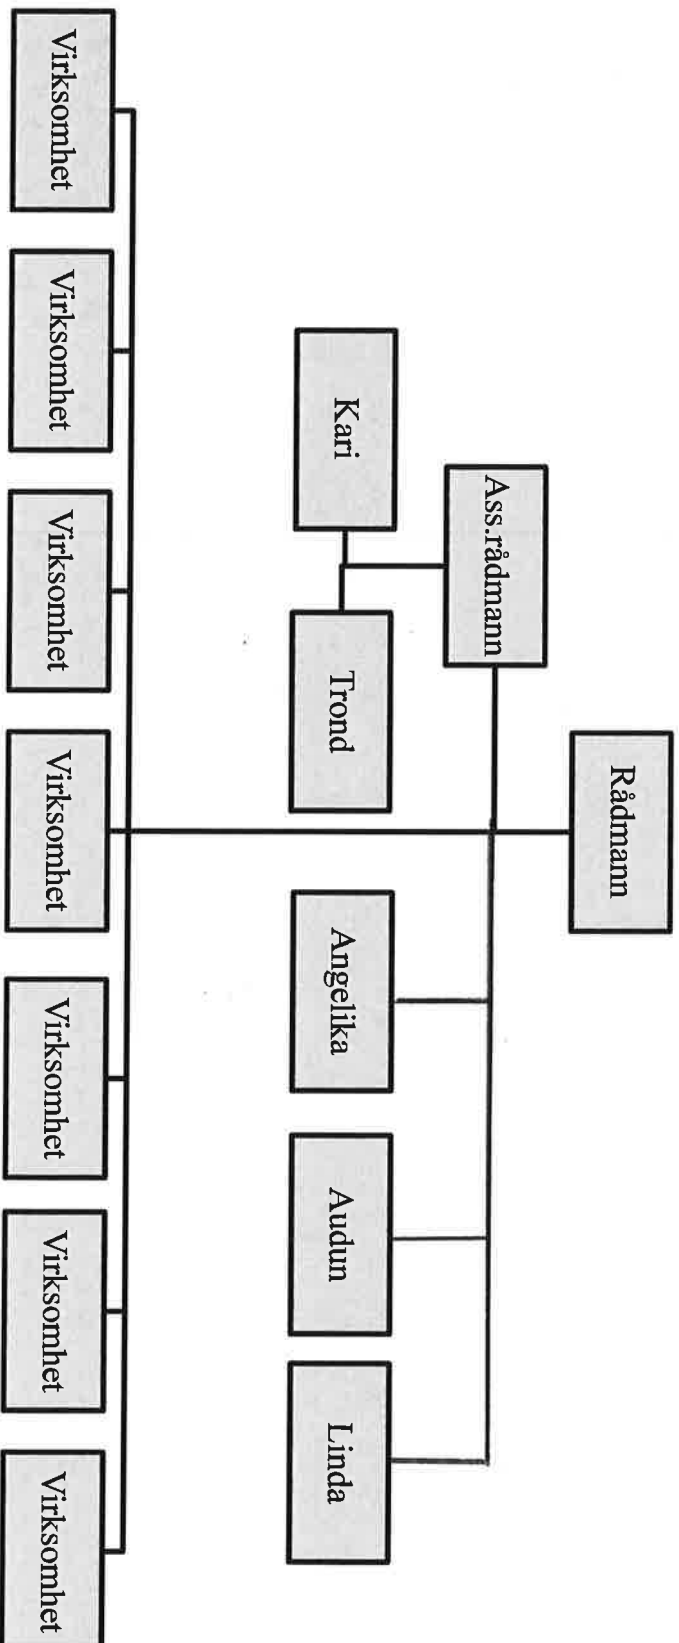 Rådmann
Ass.rådmann
Kari
Trond
Angelika
Audun
Linda
Virksomhet
Virksomhet
Virksomhet
Virksomhet
Virksomhet
Virksomhet
Virksomhet